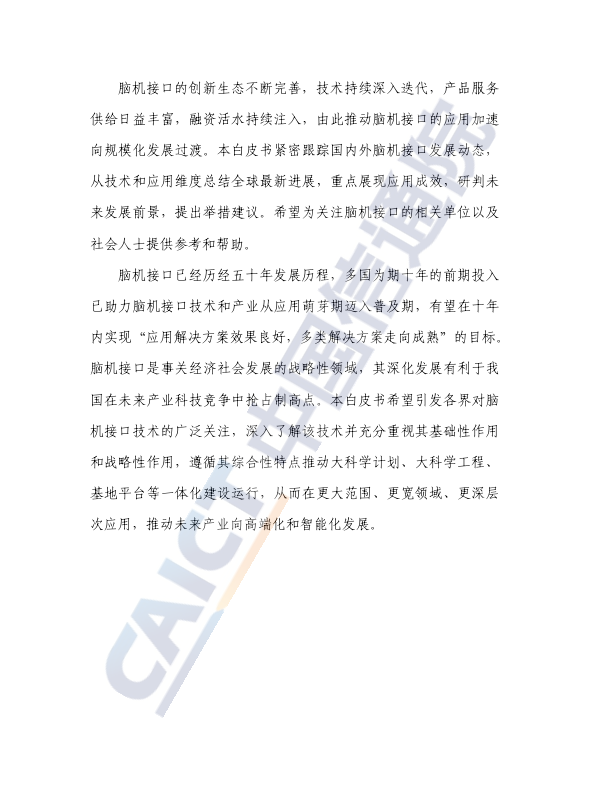 脑机接口的创新生态不断完善，技术持续深入迭代，产品服务
供给日益丰富，融资活水持续注入，由此推动脑机接口的应用加速
向规模化发展过渡。本白皮书紧密跟踪国内外脑机接口发展动态，
从技术和应用维度总结全球最新进展，重点展现应用成效，研判未
来发展前景，提出举措建议。希望为关注脑机接口的相关单位以及
社会人士提供参考和帮助。
脑机接口已经历经五十年发展历程，多国为期十年的前期投入
已助力脑机接口技术和产业从应用萌芽期迈入普及期，有望在十年
内实现“应用解决方案效果良好，多类解决方案走向成熟”的目标。
脑机接口是事关经济社会发展的战略性领域，其深化发展有利于我
国在未来产业科技竞争中抢占制高点。本白皮书希望引发各界对脑
机接口技术的广泛关注，深入了解该技术并充分重视其基础性作用
和战略性作用，遵循其综合性特点推动大科学计划、大科学工程、
基地平台等一体化建设运行，从而在更大范围、更宽领域、更深层
次应用，推动未来产业向高端化和智能化发展。
CAICT 中国信通院